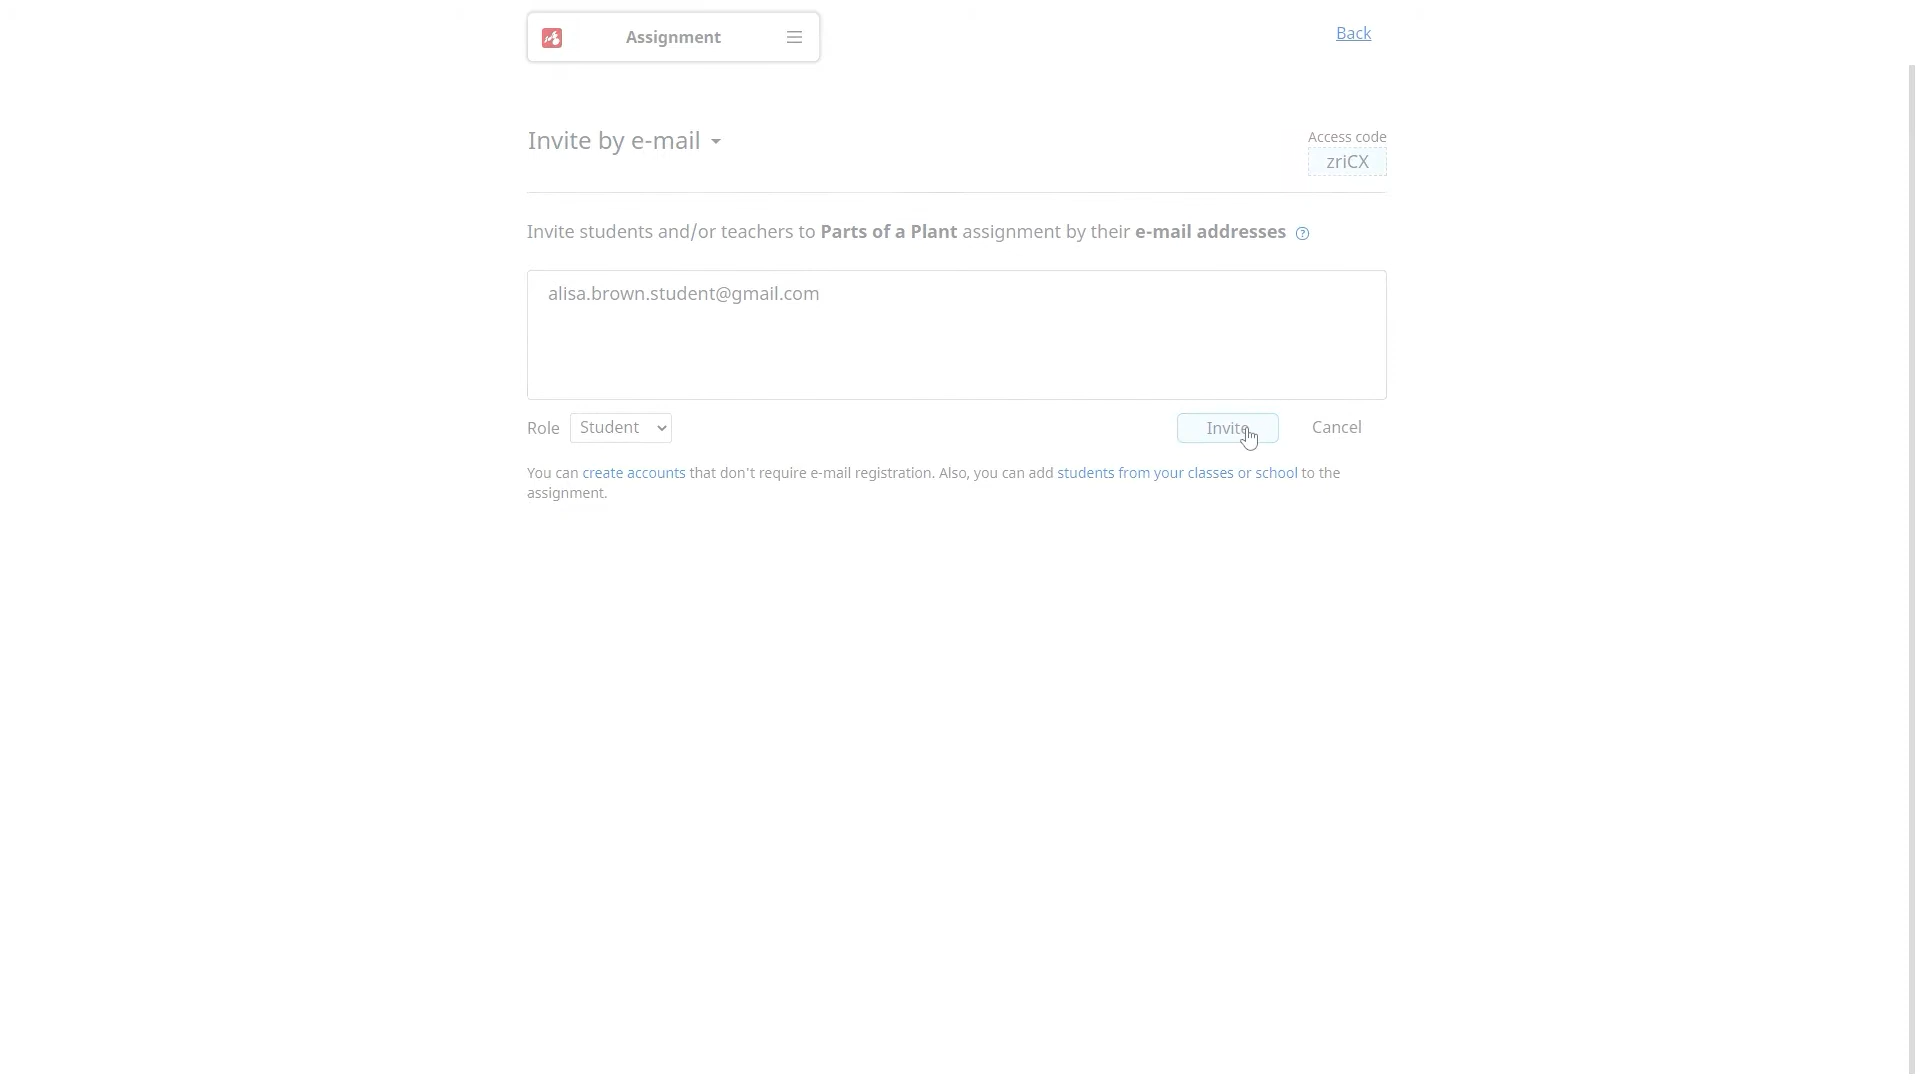 Assignment
Back
Invite by e-mail
Access code
zriCX
Invite students and/or teachers to Parts of a Plant assignment by their e-mail addresses ?
alisa.brown.student@gmail.com
Role Student Invite Cancel
You can create accounts that don't require e-mail registration. Also, you can add students from your classes or school to the
assignment.